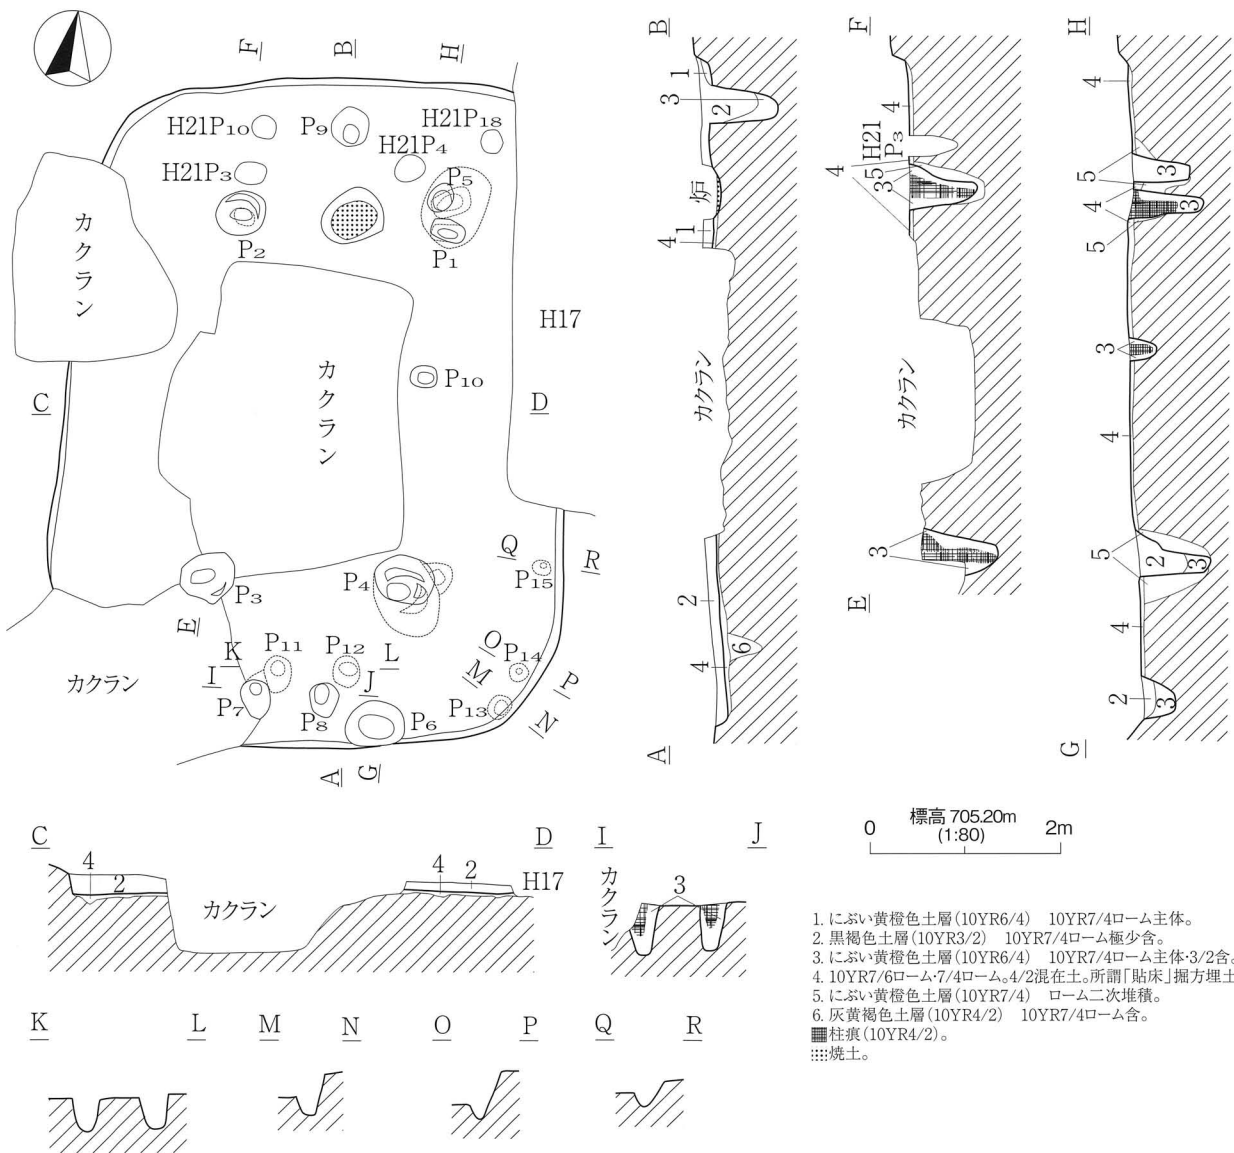 F B H
H21P10 P9 H21P18
H21P4
H21P3 P5
P2 P1
カクラン
カクラン
H17
P10
C D
Q R
P15
P3 P4
E
K P11 P12 L O P14
I J M P
P7 P8 P6 P13 N
A G
カクラン
B
1
3
2
炉
1
4
カクラン
2
4
6
A
F
4
H21
P3
4
5
3
カクラン
3
E
H
4
5
3
4
3
5
3
4
5
2
3
4
2
3
G
C D
4 2 カクラン 4 2 H17
I J
カクラン 3
標高 705.20m
0 (1:80) 2m
K L M N O P Q R
1. にぶい黄橙色土層(10YR6/4) 10YR7/4ローム主体。
2. 黒褐色土層(10YR3/2) 10YR7/4ローム極少含。
3. にぶい黄橙色土層(10YR6/4) 10YR7/4ローム主体・3/2含。
4. 10YR7/6ローム・7/4ローム。4/2混在土。所謂「貼床」掘方埋土
5. にぶい黄橙色土層(10YR7/4) ローム二次堆積。
6. 灰黄褐色土層(10YR4/2) 10YR7/4ローム含。
柱痕(10YR4/2)。
焼土。